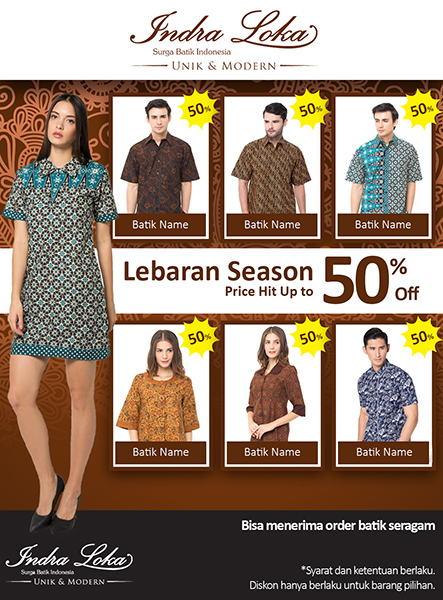 Indra Loka
Surga Batik Indonesia
UNIK & MODERN
50%
50%
50%
Batik Name
Batik Name
Batik Name
Lebaran Season
Price Hit Up to
50% Off
50%
50%
50%
Batik Name
Batik Name
Batik Name
Bisa menerima order batik seragam
Indra Loka
Surga Batik Indonesia
UNIK & MODERN
*Syarat dan ketentuan berlaku.
Diskon hanya berlaku untuk barang pilihan.